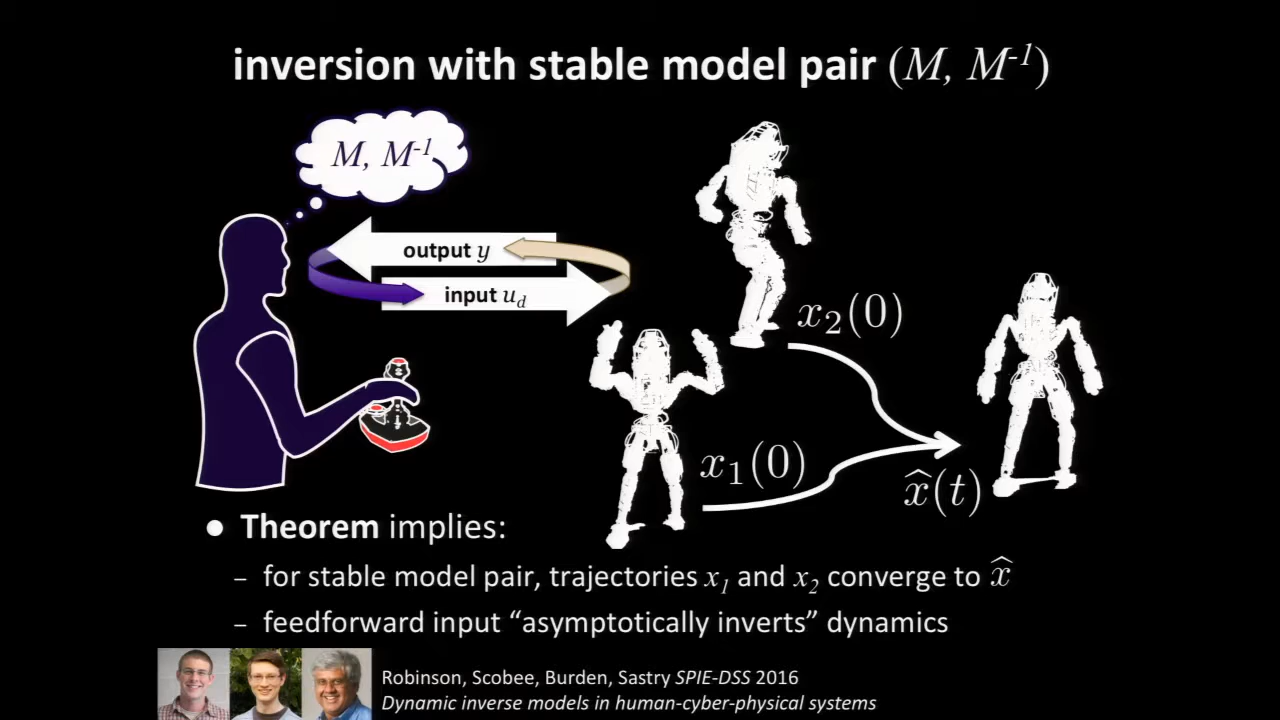 inversion with stable model pair (M, M⁻¹)
M, M⁻¹
output y
input u_d
x₂(0)
x₁(0)
x̂(t)
● Theorem implies:
– for stable model pair, trajectories x₁ and x₂ converge to x̂
– feedforward input “asymptotically inverts” dynamics
Robinson, Scobee, Burden, Sastry SPIE-DSS 2016
Dynamic inverse models in human-cyber-physical systems